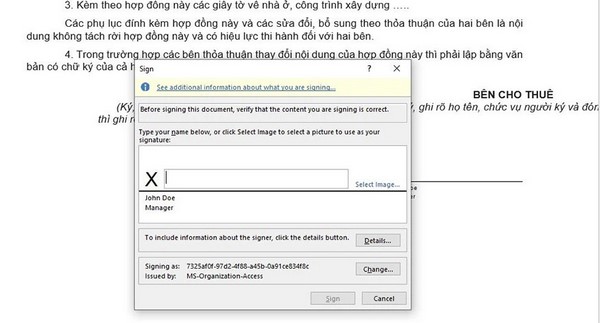 3. Kèm theo hợp đồng này các giấy tờ về nhà ở, công trình xây dựng …..
Các phụ lục đính kèm hợp đồng này và các sửa đổi, bổ sung theo thỏa thuận của hai bên là nội
dung không tách rời hợp đồng này và có hiệu lực thi hành đối với hai bên.
4. Trong trường hợp các bên thỏa thuận thay đổi nội dung của hợp đồng này thì phải lập bằng văn
bản có chữ ký của cả h
Sign
? ×
See additional information about what you are signing...
BÊN CHO THUÊ
Before signing this document, verify that the content you are signing is correct.
(Ký, ghi rõ họ tên, chức vụ người ký và đón
thì ghi r
Type your name below, or click Select Image to select a picture to use as your
signature:
X
Select Image...
John Doe
Manager
To include information about the signer, click the details button.
Details...
Signing as: 7325af0f-97d2-4f88-a45b-0a91ce834f8c
Issued by: MS-Organization-Access
Change...
Sign
Cancel